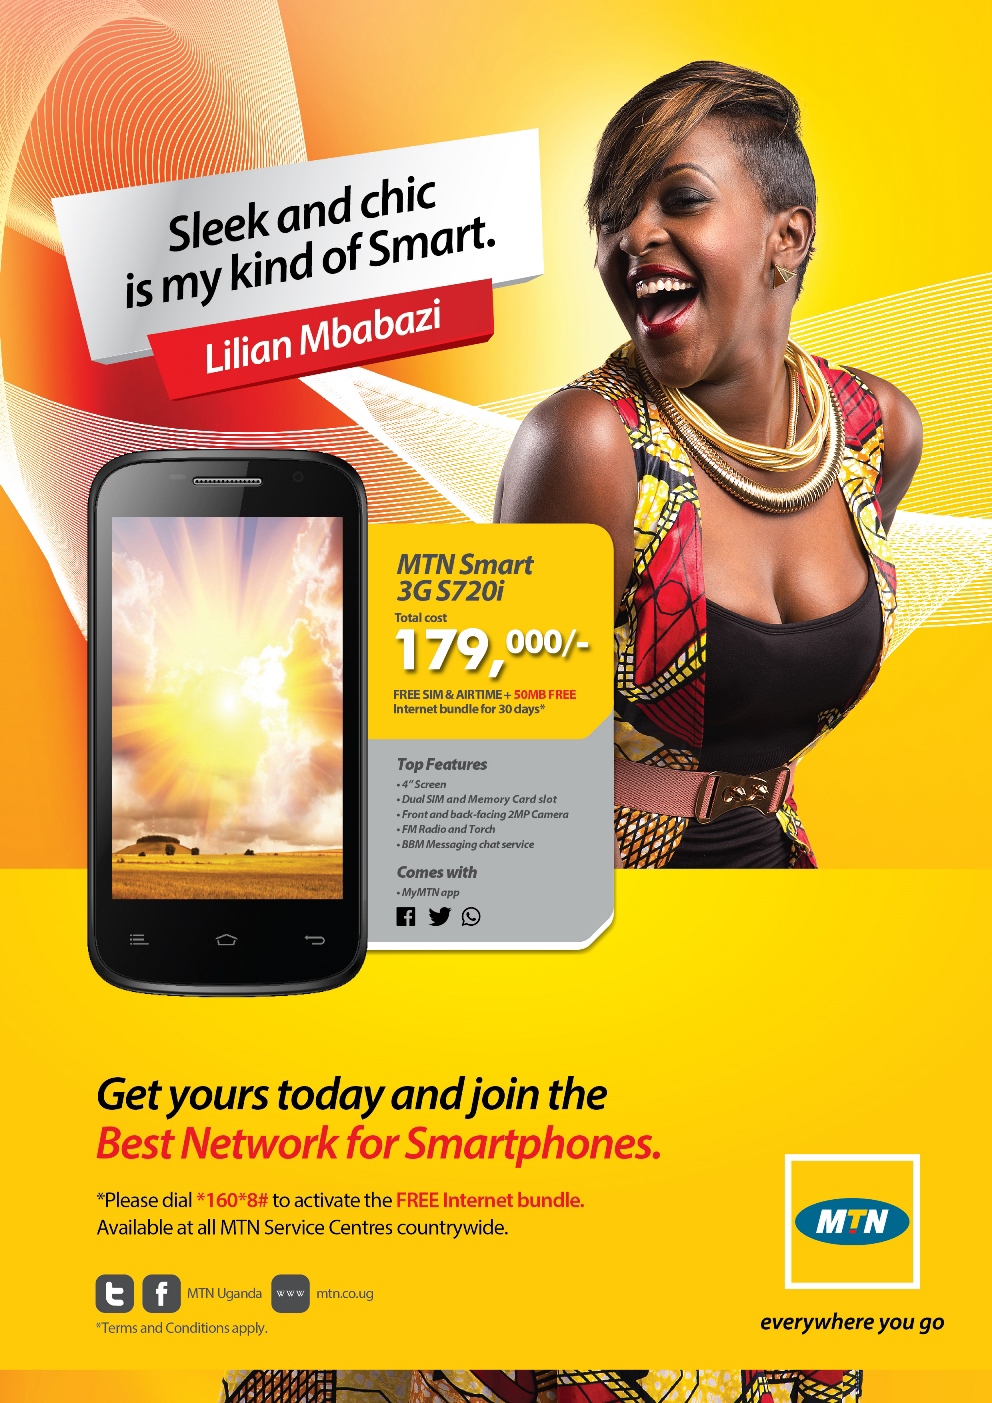 Sleek and chic
is my kind of Smart.
Lilian Mbabazi
MTN Smart
3G S720i
Total cost
179,000/-
FREE SIM & AIRTIME + 50MB FREE
Internet bundle for 30 days*
Top Features
• 4" Screen
• Dual SIM and Memory Card slot
• Front and back-facing 2MP Camera
• FM Radio and Torch
• BBM Messaging chat service
Comes with
• MyMTN app
Get yours today and join the
Best Network for Smartphones.
*Please dial *160*8# to activate the FREE Internet bundle.
Available at all MTN Service Centres countrywide.
MTN Uganda www mtn.co.ug
*Terms and Conditions apply.
MTN
everywhere you go